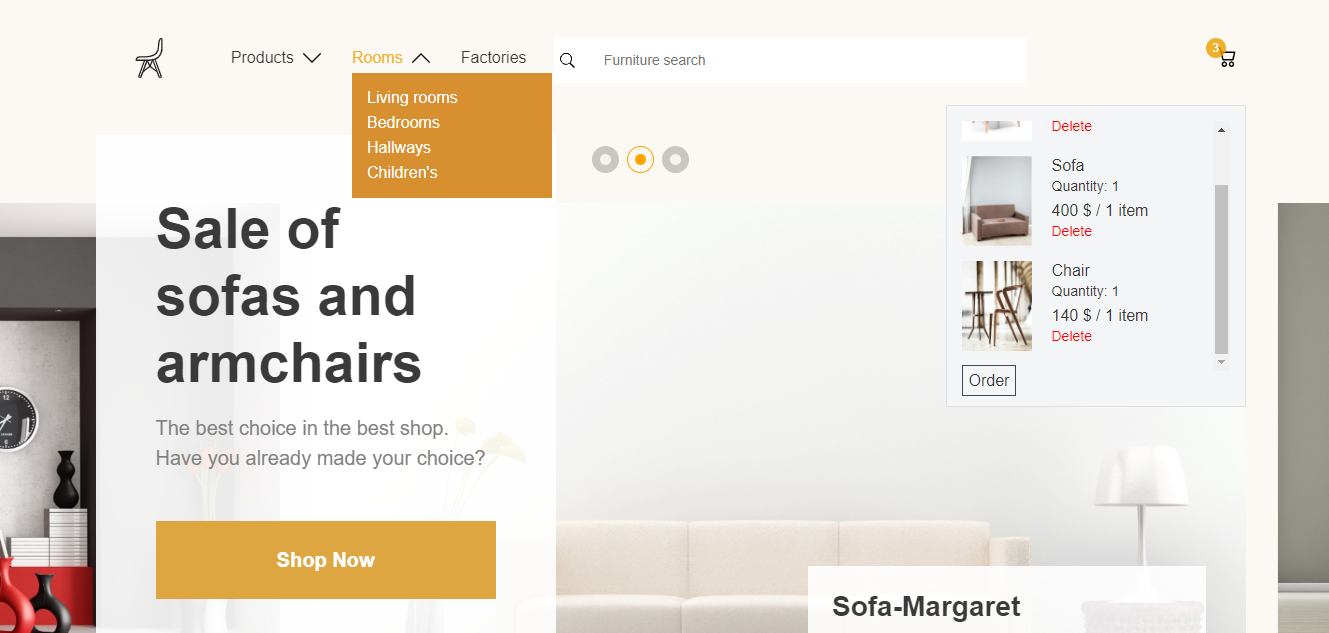 Products
Rooms
Factories
Furniture search
3
Living rooms
Bedrooms
Hallways
Children's
Delete
Sofa
Quantity: 1
400 $ / 1 item
Delete
Chair
Quantity: 1
140 $ / 1 item
Delete
Order
Sale of
sofas and
armchairs
The best choice in the best shop.
Have you already made your choice?
Shop Now
Sofa-Margaret
12